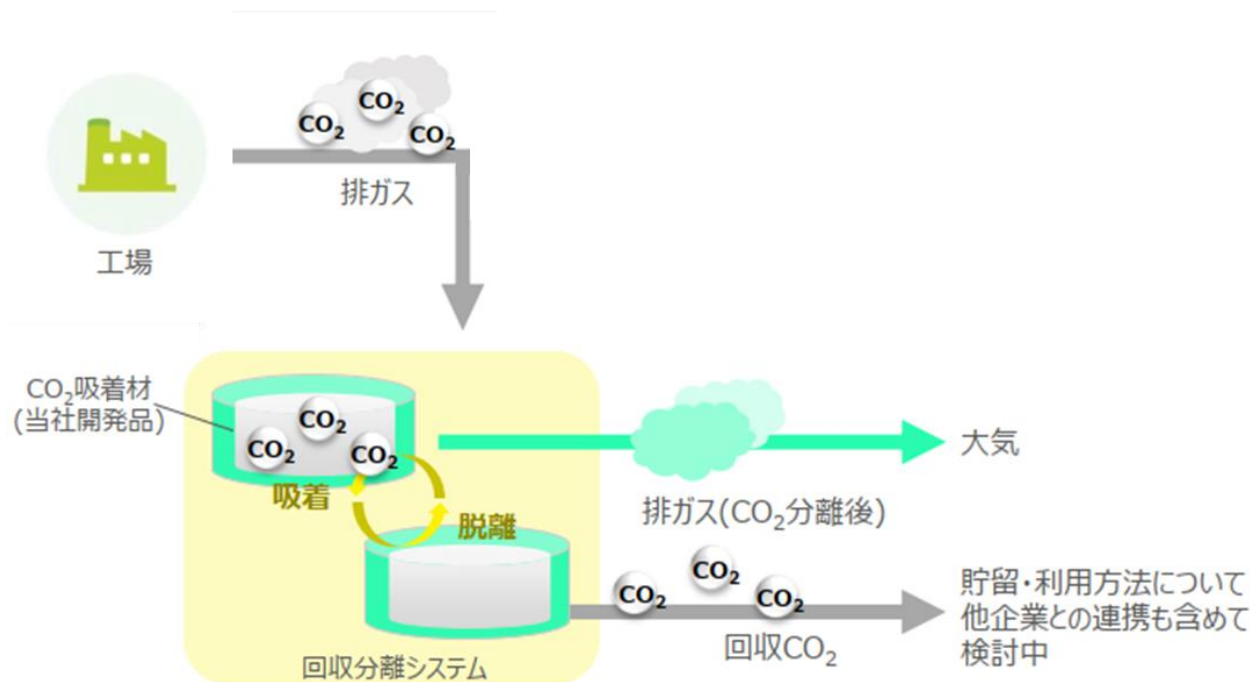 CO₂
CO₂
CO₂
排ガス
工場
CO₂吸着材
(当社開発品)
CO₂
CO₂
CO₂
吸着
脱離
回収分離システム
排ガス(CO₂分離後)
大気
CO₂
CO₂
CO₂
回収CO₂
貯留・利用方法について
他企業との連携も含めて
検討中